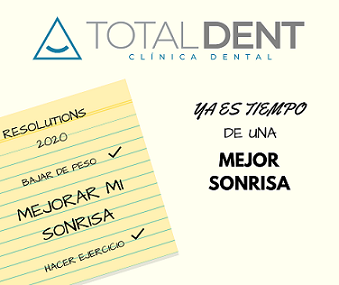 TOTALDENT
CLÍNICA DENTAL
RESOLUTIONS
2020
BAJAR DE PESO
MEJORAR MI
SONRISA
HACER EJERCICIO
YA ES TIEMPO
DE UNA
MEJOR
SONRISA